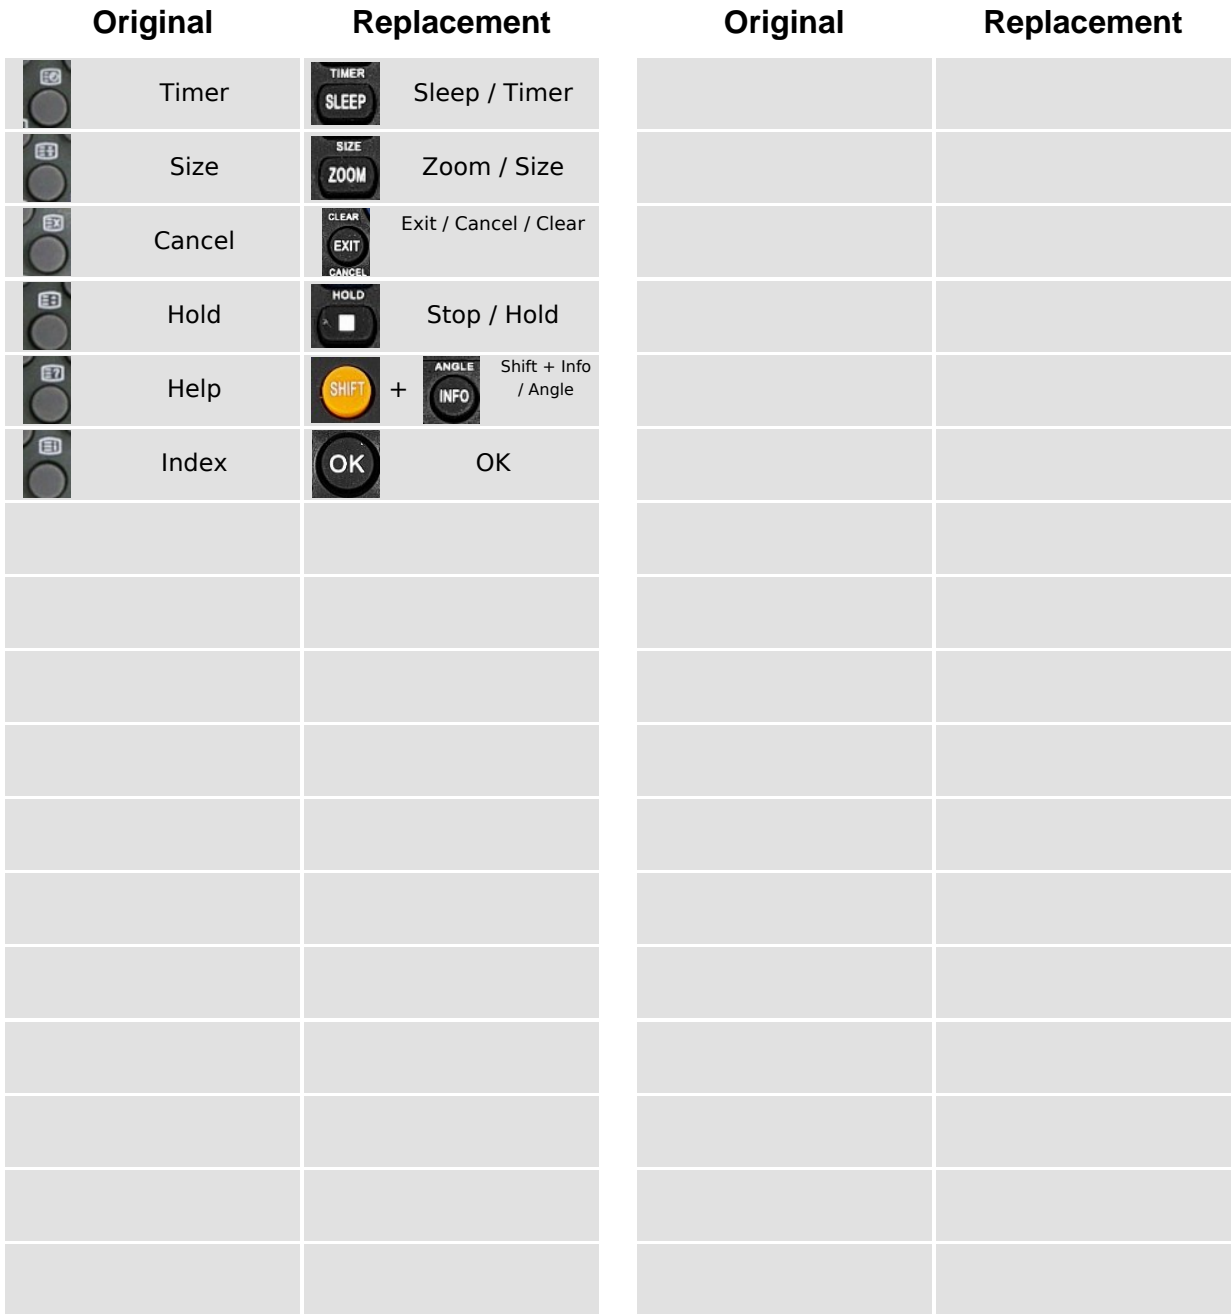 Original Replacement Original Replacement
Timer TIMER SLEEP Sleep / Timer
Size SIZE ZOOM Zoom / Size
Cancel CLEAR EXIT CANCEL Exit / Cancel / Clear
Hold HOLD Stop / Hold
? Help SHIFT + ANGLE INFO Shift + Info
/ Angle
Index OK OK